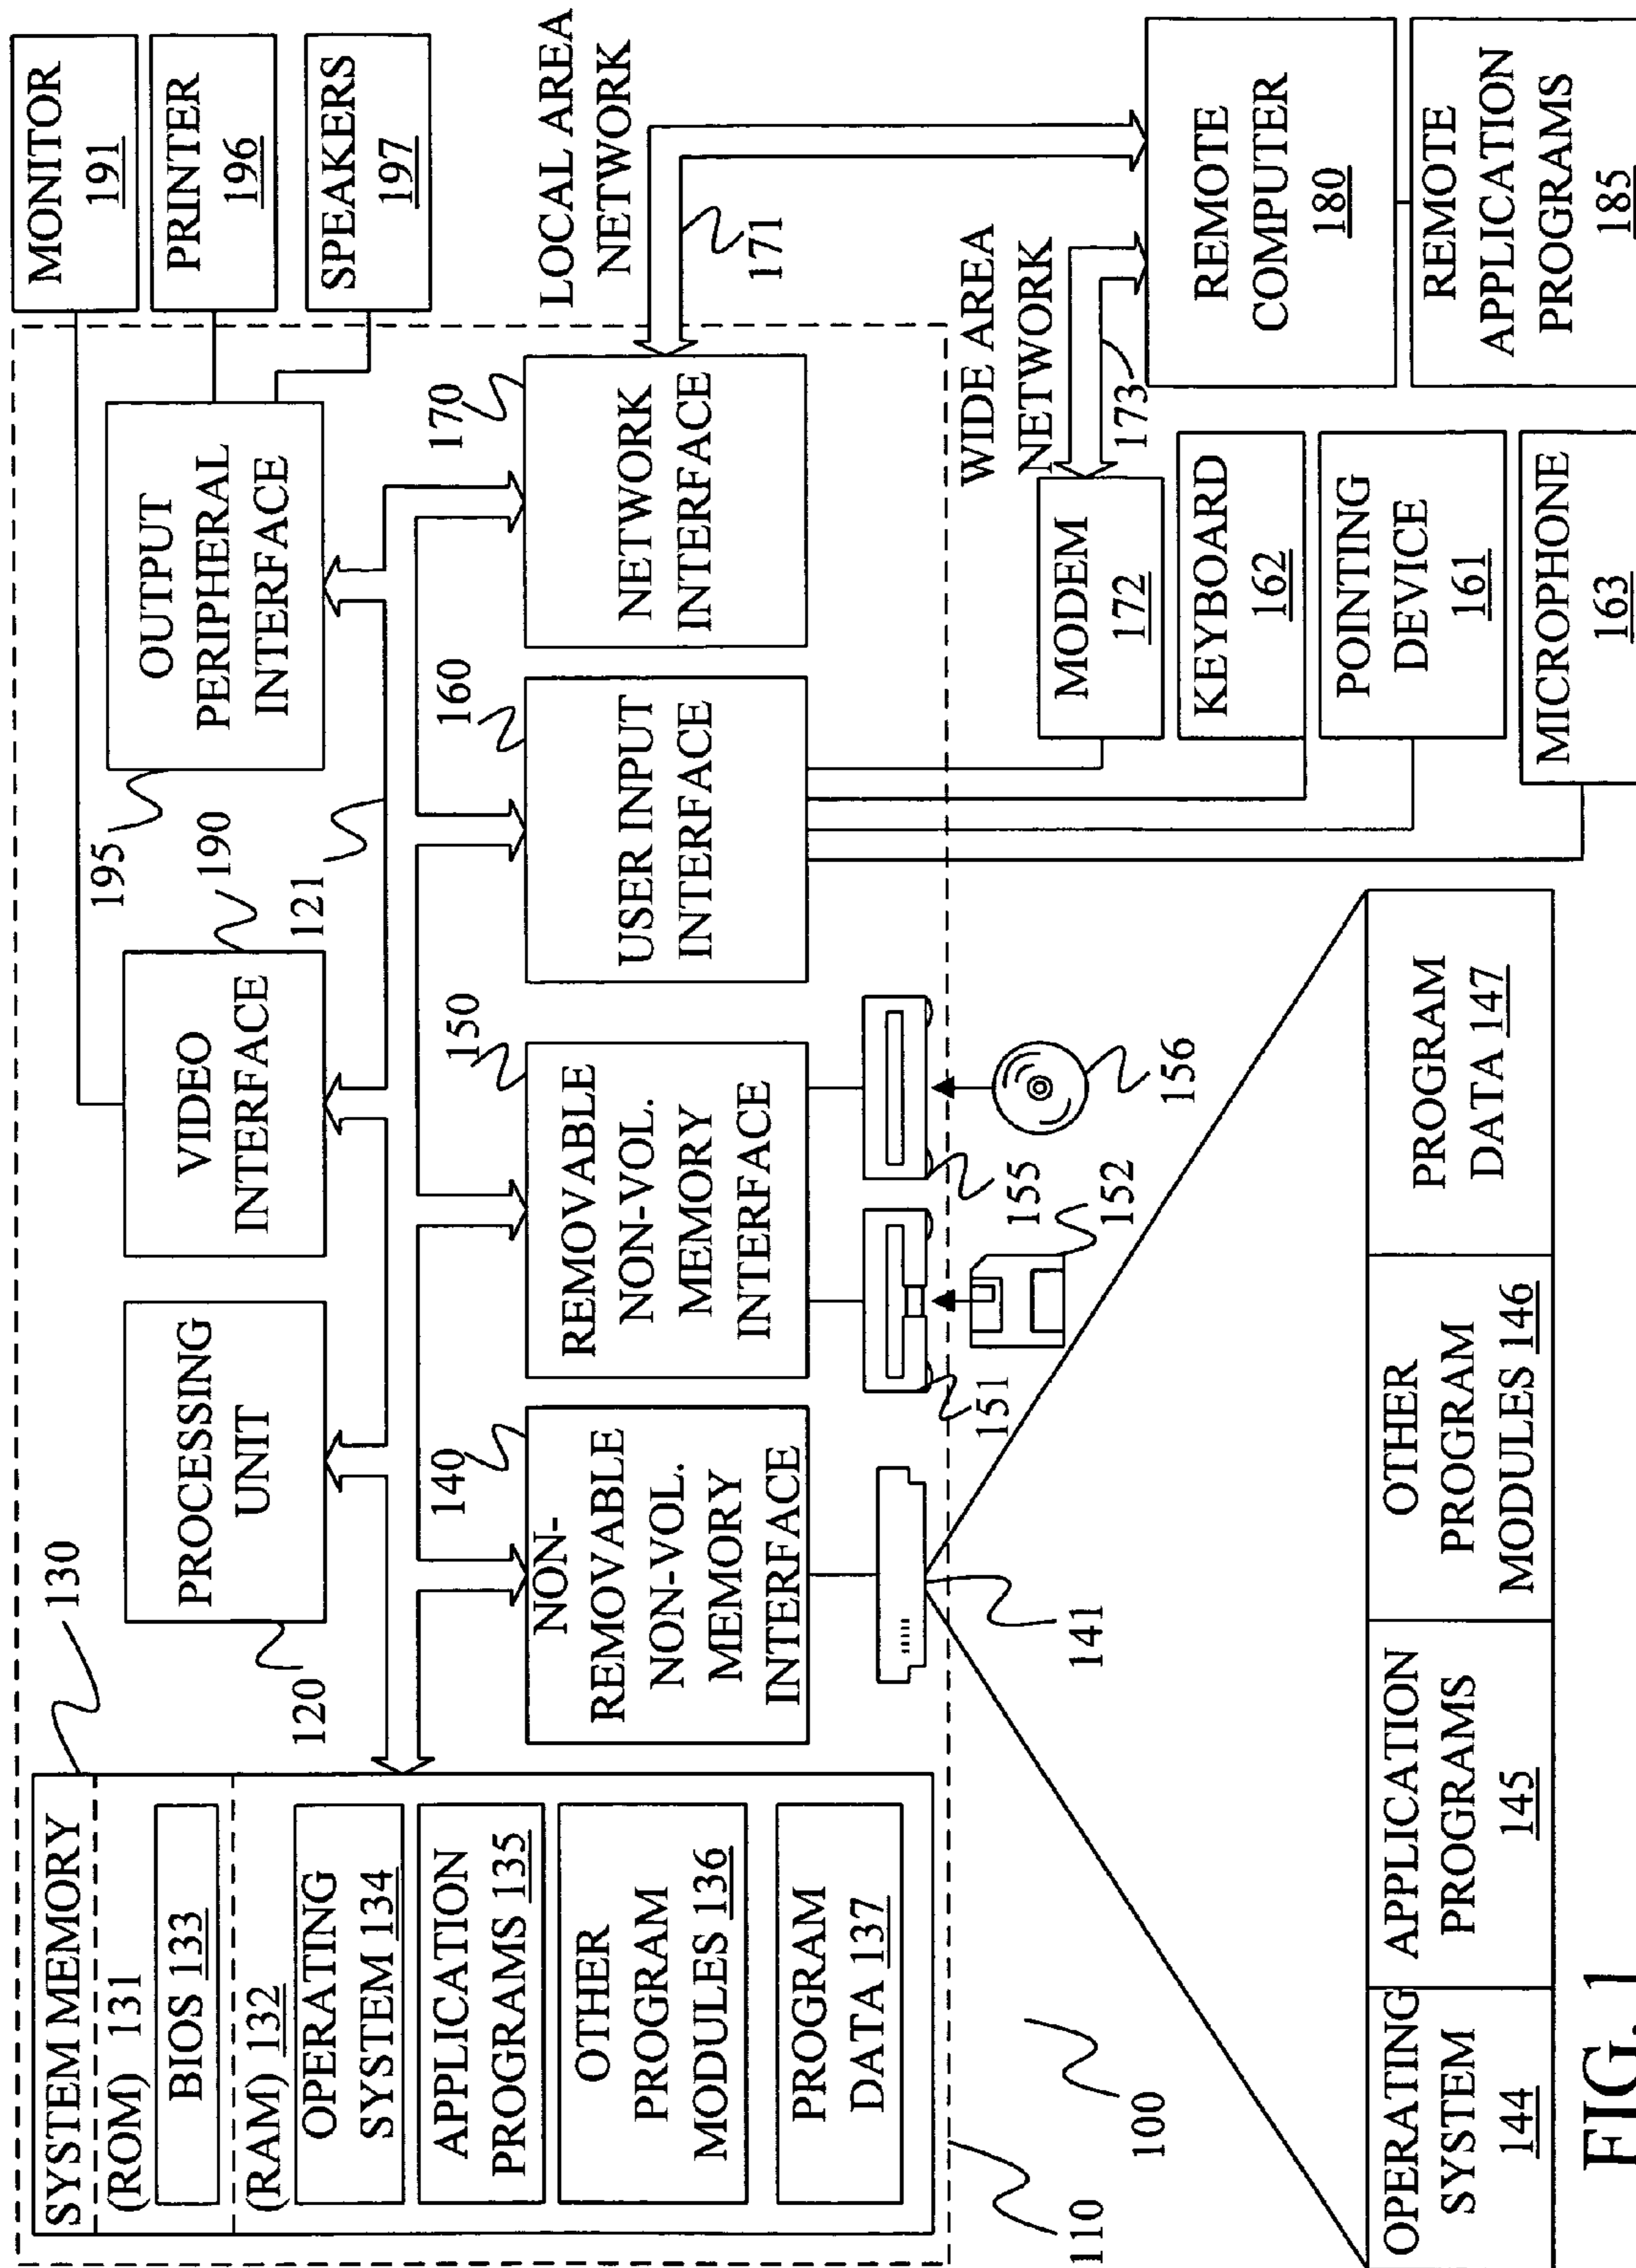 SYSTEM MEMORY
(ROM) 131
BIOS 133
(RAM) 132
OPERATING
SYSTEM 134
APPLICATION
PROGRAMS 135
OTHER
PROGRAM
MODULES 136
PROGRAM
DATA 137
130
120
PROCESSING
UNIT
VIDEO
INTERFACE
190
121
195
OUTPUT
PERIPHERAL
INTERFACE
MONITOR
191
PRINTER
196
SPEAKERS
197
140
NON-
REMOVABLE
NON-VOL.
MEMORY
INTERFACE
150
REMOVABLE
NON-VOL.
MEMORY
INTERFACE
160
USER INPUT
INTERFACE
170
NETWORK
INTERFACE
LOCAL AREA
NETWORK
171
141
151
152
155
156
WIDE AREA
NETWORK
173
MODEM
172
KEYBOARD
162
POINTING
DEVICE
161
MICROPHONE
163
REMOTE
COMPUTER
180
REMOTE
APPLICATION
PROGRAMS
185
110
100
OPERATING
SYSTEM
144
APPLICATION
PROGRAMS
145
OTHER
PROGRAM
MODULES 146
PROGRAM
DATA 147
FIG. 1